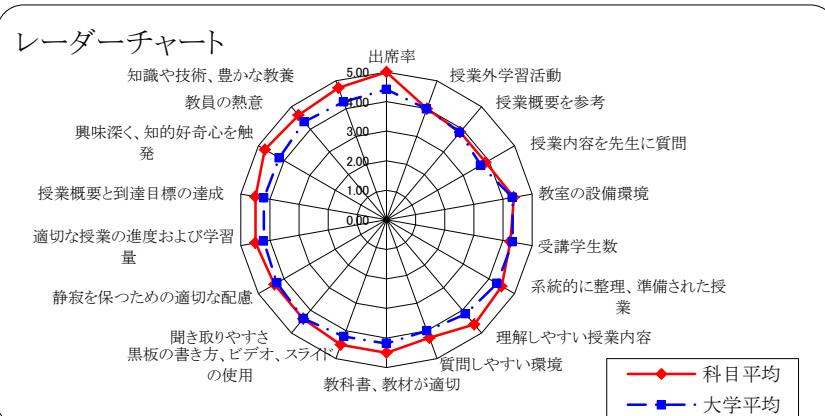 レーダーチャート
出席率
授業外学習活動
授業概要を参考
授業内容を先生に質問
教室の設備環境
受講学生数
系統的に整理、準備された授
業
理解しやすい授業内容
質問しやすい環境
教科書、教材が適切
黒板の書き方、ビデオ、スライド
の使用
聞き取りやすさ
静寂を保つための適切な配慮
適切な授業の進度および学習
量
授業概要と到達目標の達成
興味深く、知的好奇心を触
発
教員の熱意
知識や技術、豊かな教養
5.00
4.00
3.00
2.00
1.00
0.00
科目平均
大学平均